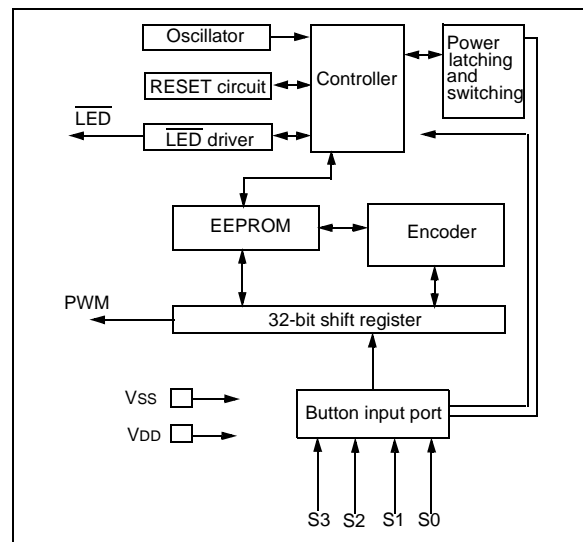 Oscillator
Controller
Power
latching
and
switching
RESET circuit
LED
LED driver
EEPROM
Encoder
PWM
32-bit shift register
VSS
VDD
Button input port
S3 S2 S1 S0